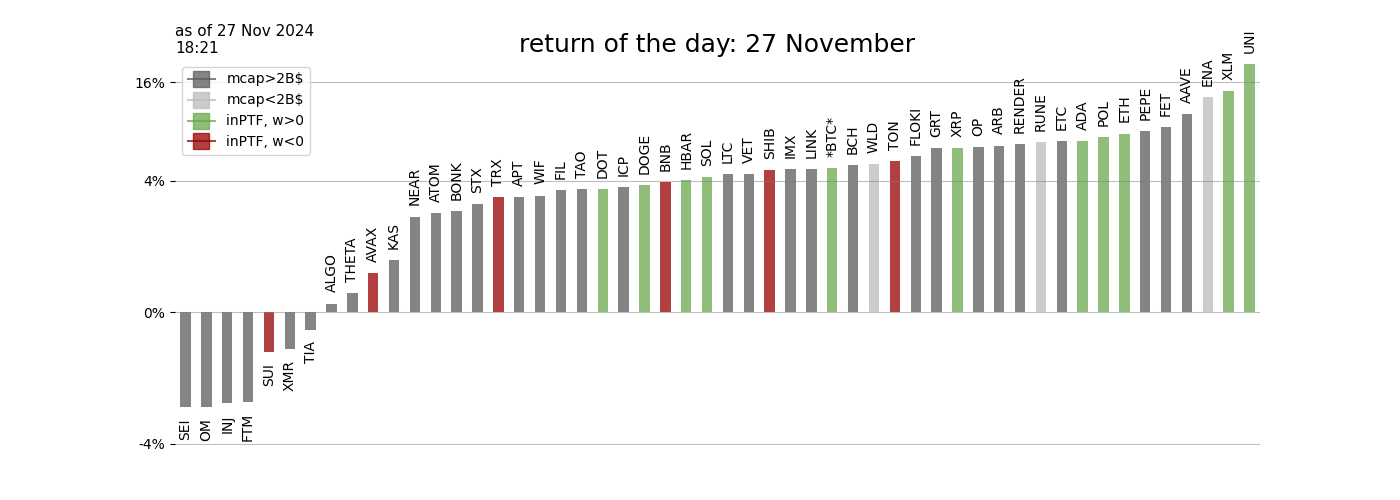 as of 27 Nov 2024
18:21
return of the day: 27 November
mcap>2B$
mcap<2B$
inPTF, w>0
inPTF, w<0
16%
4%
0%
-4%
SEI
OM
INJ
FTM
SUI
XMR
TIA
ALGO
THETA
AVAX
KAS
NEAR
ATOM
BONK
STX
TRX
APT
WIF
FIL
TAO
DOT
ICP
DOGE
BNB
HBAR
SOL
LTC
VET
SHIB
IMX
LINK
*BTC*
BCH
WLD
TON
FLOKI
GRT
XRP
OP
ARB
RENDER
RUNE
ETC
ADA
POL
ETH
PEPE
FET
AAVE
ENA
XLM
UNI